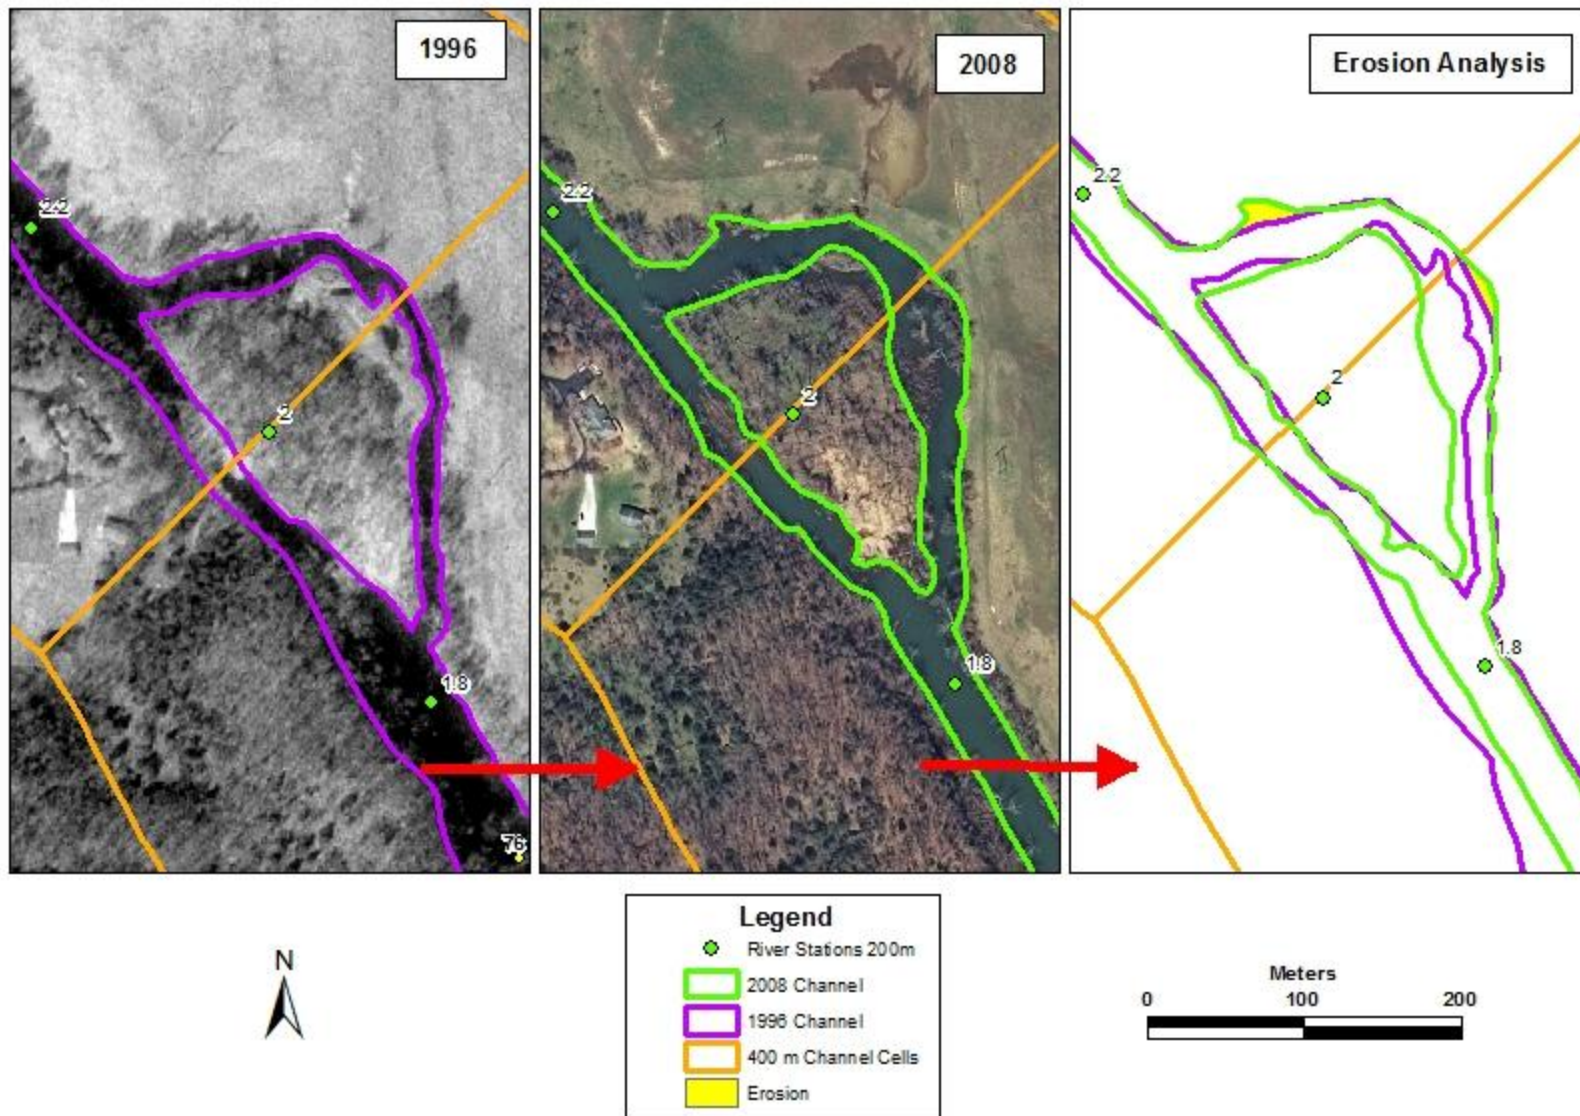 1996
2.2
2
1.8
76
2008
2.2
2
1.8
Erosion Analysis
2.2
2
1.8
N
Legend
River Stations 200m
2008 Channel
1996 Channel
400 m Channel Cells
Erosion
Meters
0 100 200